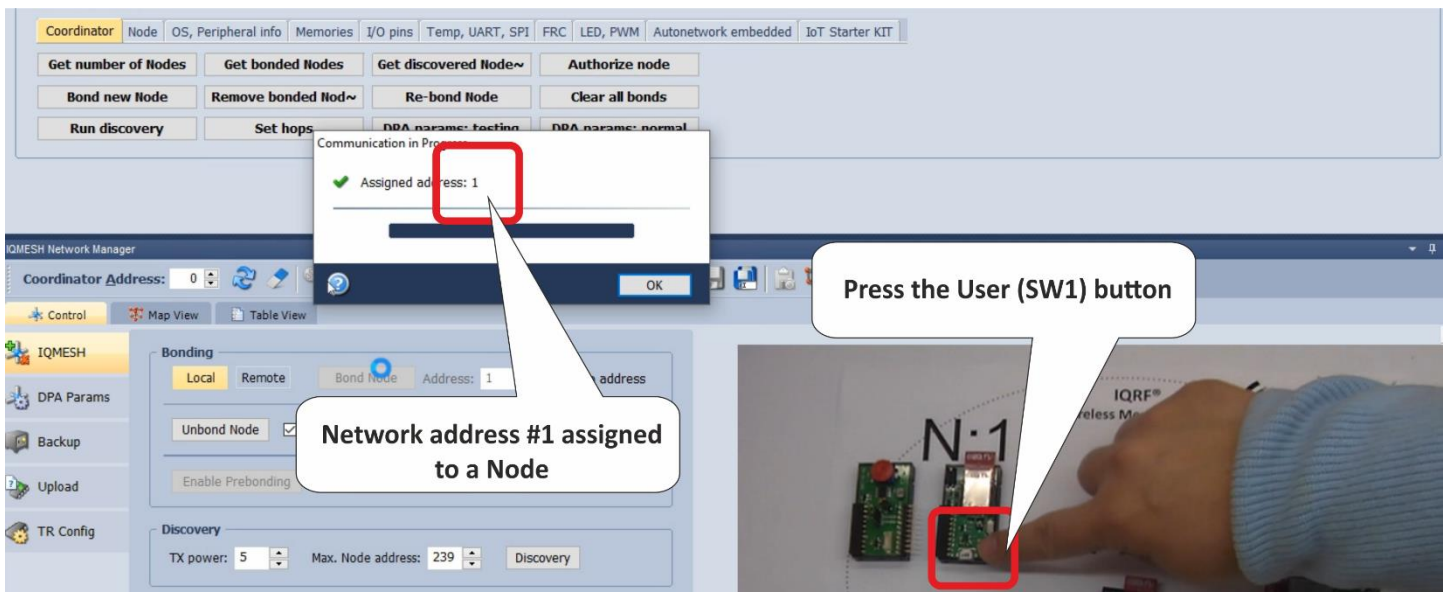 Coordinator Node OS, Peripheral info Memories I/O pins Temp, UART, SPI FRC LED, PWM Autonetwork embedded IoT Starter KIT
Get number of Nodes Get bonded Nodes Get discovered Node~ Authorize node
Bond new Node Remove bonded Nod~ Re-bond Node Clear all bonds
Run discovery Set hops DPA params: testing DPA params: normal
Communication in Progress
Assigned address: 1
OK
IQMESH Network Manager
Coordinator Address: 0
Control Map View Table View
Press the User (SW1) button
IQMESH
DPA Params
Backup
Upload
TR Config
Bonding
Local Remote Bond Node Address: 1 address
Unbond Node
Enable Prebonding
Network address #1 assigned
to a Node
Discovery
TX power: 5 Max. Node address: 239 Discovery
IQRF®
N:1